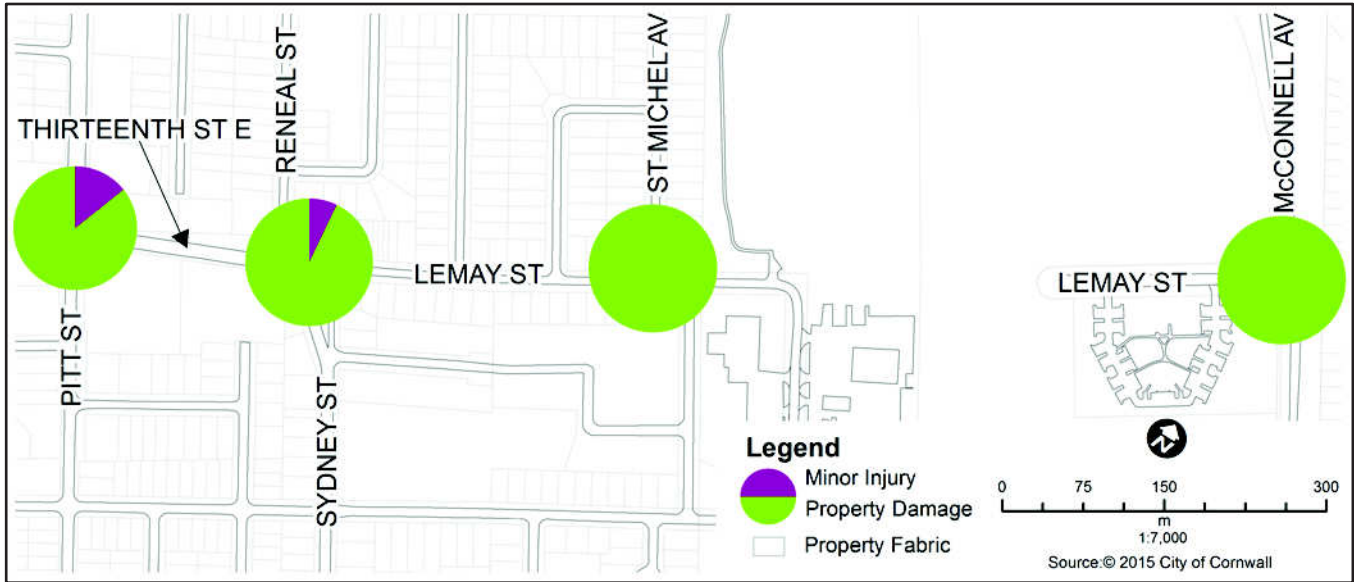 THIRTEENTH ST E
RENEAL ST
ST MICHEL AV
McCONNELL AV
LEMAY ST
LEMAY ST
PITT ST
SYDNEY ST
Legend
Minor Injury
Property Damage
Property Fabric
N
0 75 150 300
m
1:7,000
Source:© 2015 City of Cornwall